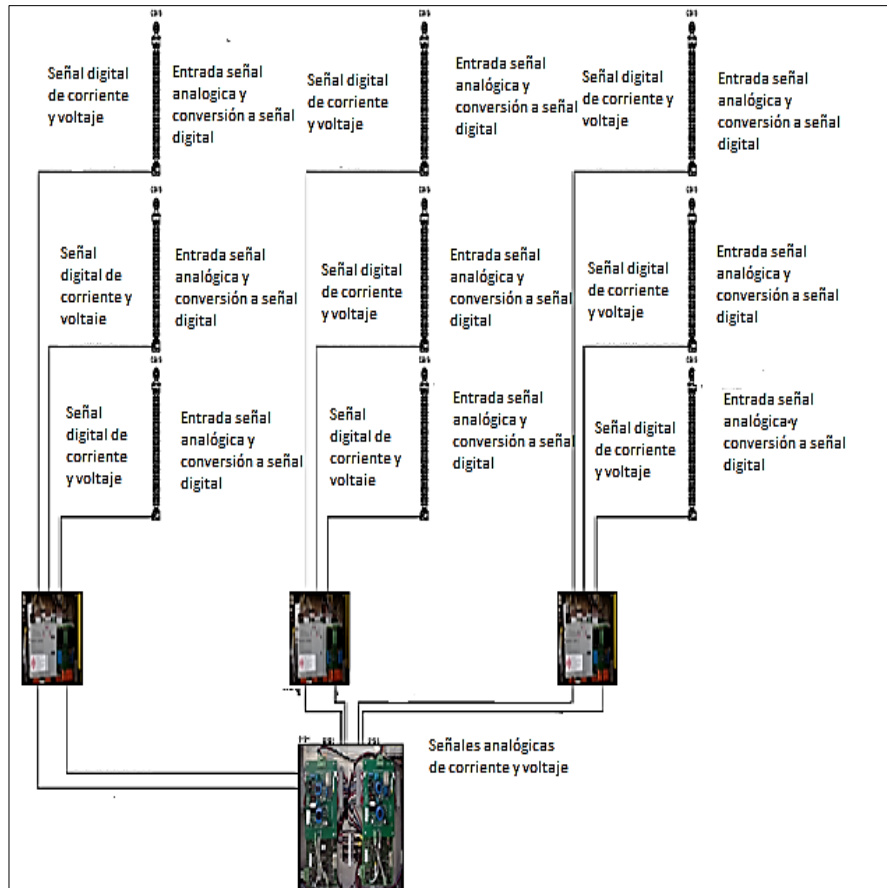 Señal digital
de corriente
y voltaje
Entrada señal
analogica y
conversión a señal
digital
Señal digital
de corriente
y voltaje
Entrada señal
analógica y
conversión a señal
digital
Señal digital
de corriente y
voltaje
Entrada señal
analógica y
conversión a señal
digital
Señal
digital de
corriente y
voltaie
Entrada señal
analógica y
conversión a señal
digital
Señal digital
de corriente y
voltaje
Entrada señal
analógica y
conversión a señal
digital
Señal digital
de corriente y
voltaje
Entrada señal
analógica y
conversión a señal
digital
Señal
digital de
corriente
y voltaje
Entrada señal
analógica y
conversión a señal
digital
Señal
digital de
corriente y
voltaie
Entrada señal
analógica y
conversión a señal
digital
Señal digital
de corriente
y voltaje
Entrada señal
analógica y
conversión a señal
digital
Señales analógicas
de corriente y voltaje